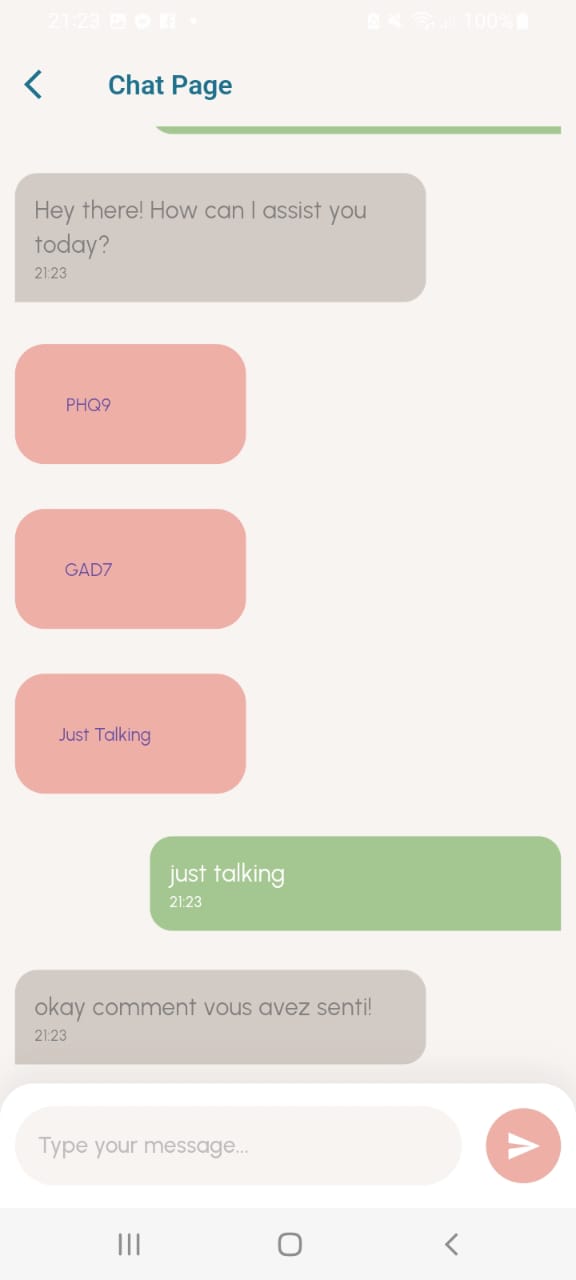 21:23
100%
Chat Page
Hey there! How can I assist you
today?
21:23
PHQ9
GAD7
Just Talking
just talking
21:23
okay comment vous avez senti!
21:23
Type your message...